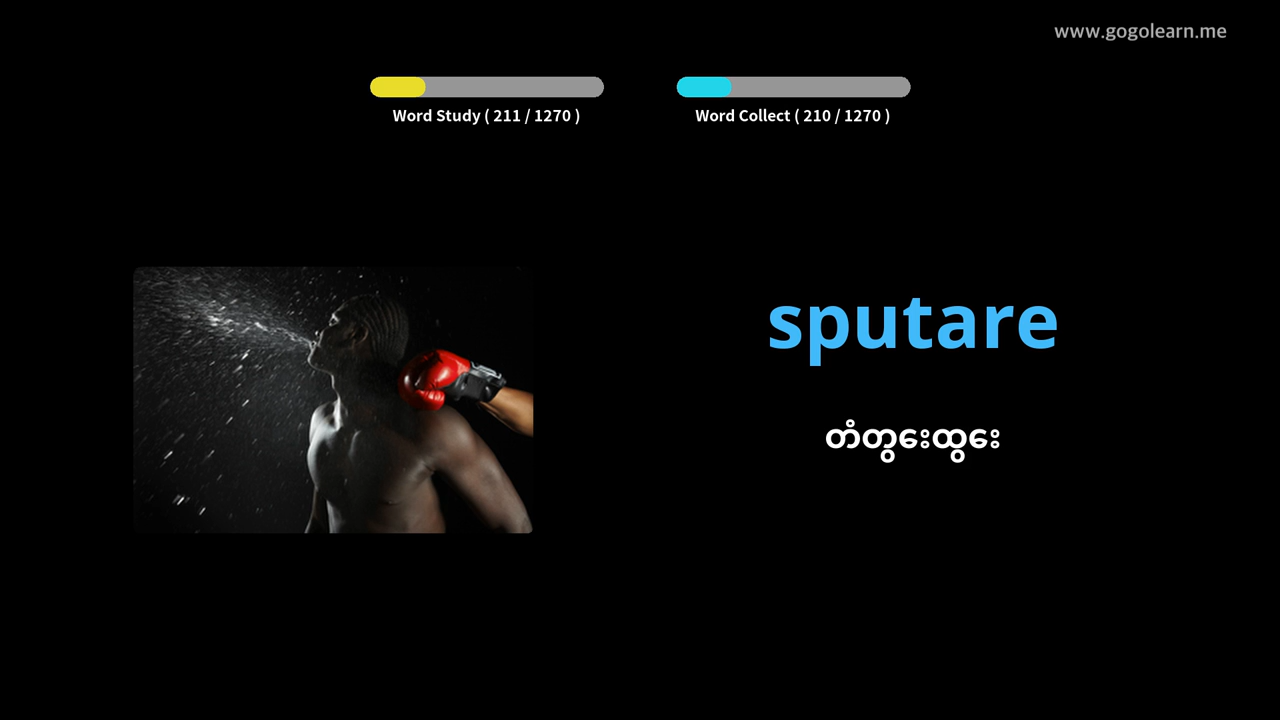 www.gogolearn.me
Word Study ( 211 / 1270 )
Word Collect ( 210 / 1270 )
sputare
တံတွေးထွေး